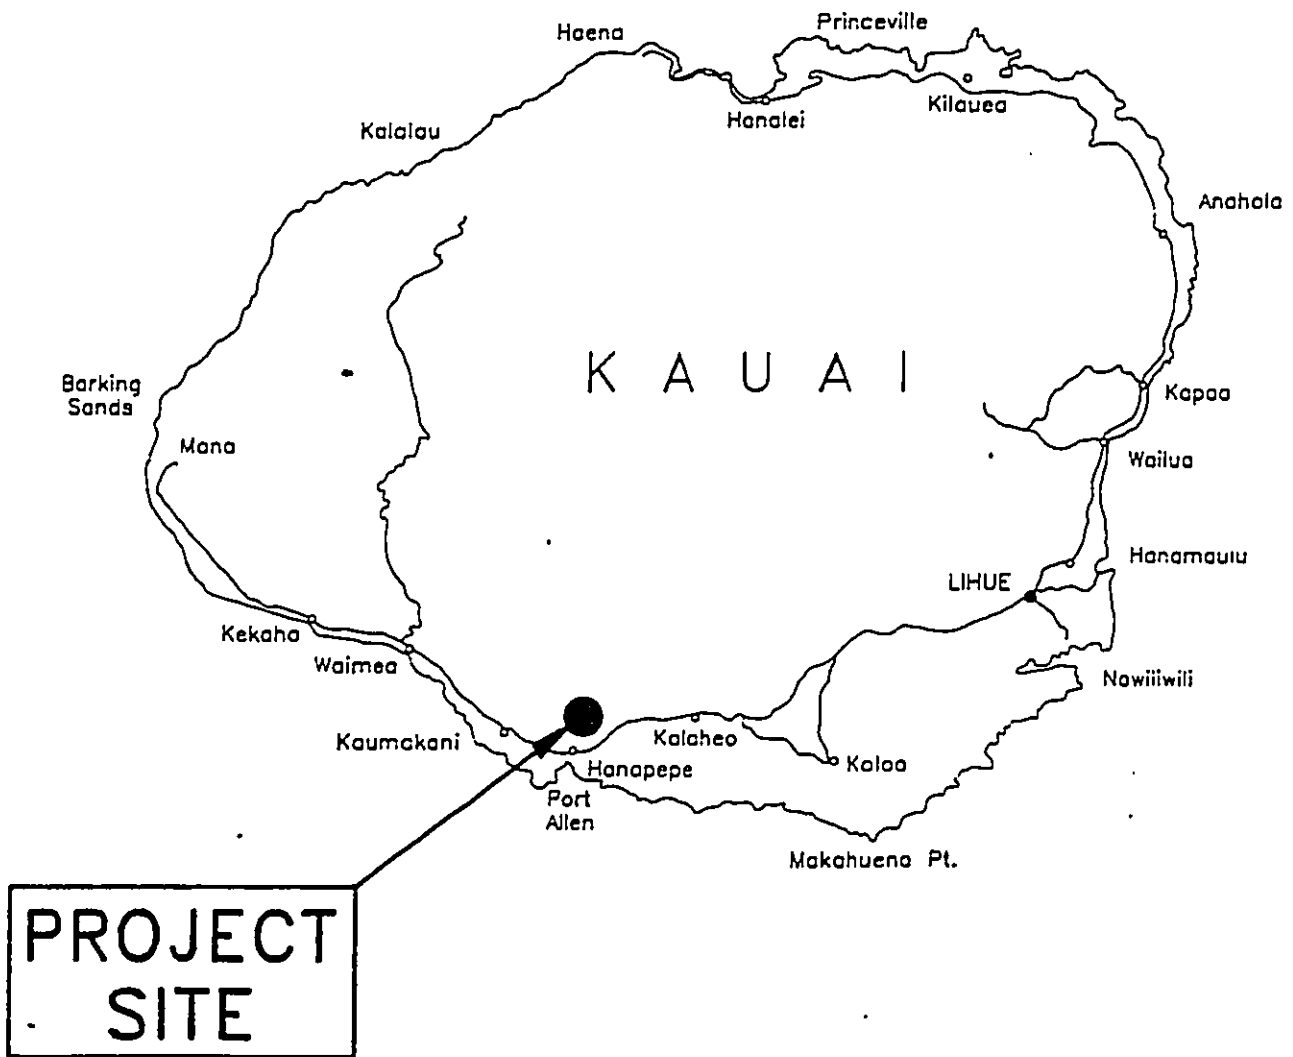 Princeville
Haena
Kilauea
Hanalei
Kalalau
Anahola
KAUAI
Barking
Sands
Kapaa
Mana
Wailua
Hanamaulu
LIHUE
Kekaha
Waimea
Nawiliwili
Kaumakani
Kalaheo
Koloa
Hanapepe
Port
Allen
Makahuena Pt.
PROJECT
SITE